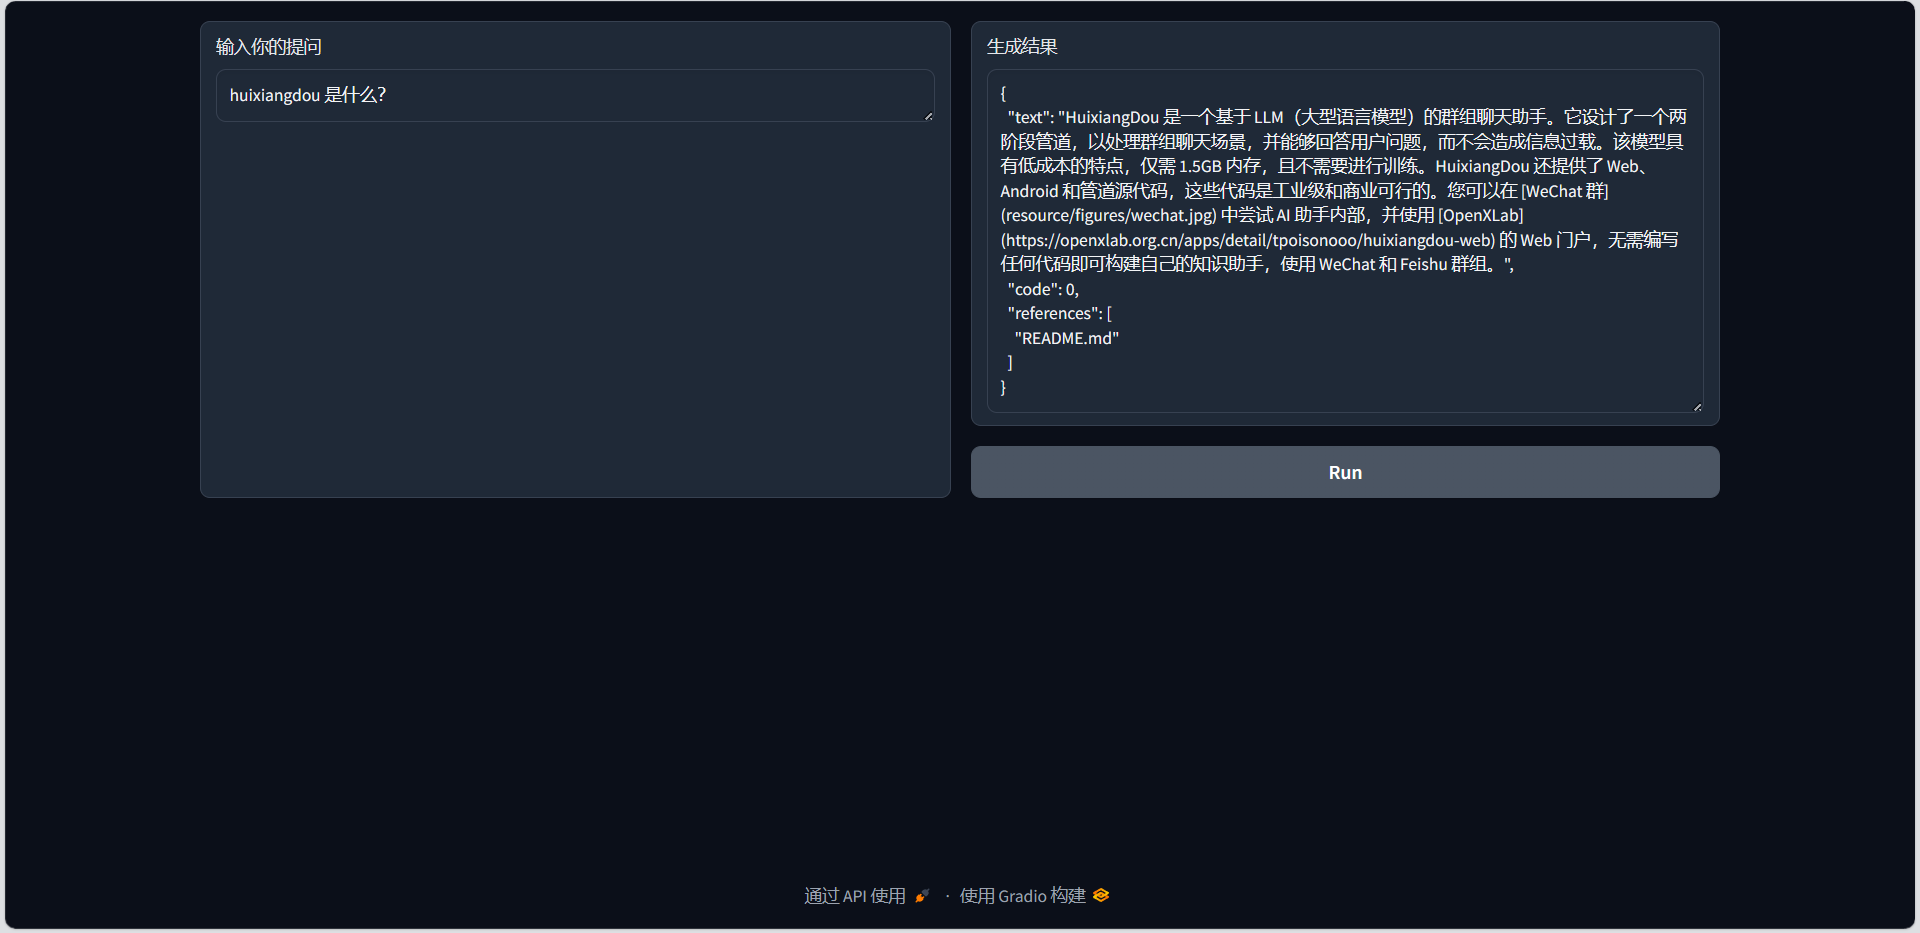 输入你的提问
huixiangdou 是什么?
生成结果
{
"text": "HuixiangDou 是一个基于 LLM（大型语言模型）的群组聊天助手。它设计了一个两
阶段管道，以处理群组聊天场景，并能够回答用户问题，而不会造成信息过载。该模型具
有低成本的特点，仅需 1.5GB 内存，且不需要进行训练。HuixiangDou 还提供了 Web、
Android 和管道源代码，这些代码是工业级和商业可行的。您可以在 [WeChat 群]
(resource/figures/wechat.jpg) 中尝试 AI 助手内部，并使用 [OpenXLab]
(https://openxlab.org.cn/apps/detail/tpoisonooo/huixiangdou-web) 的 Web 门户，无需编写
任何代码即可构建自己的知识助手，使用 WeChat 和 Feishu 群组。",
"code": 0,
"references": [
"README.md"
]
}
Run
通过 API 使用 · 使用 Gradio 构建